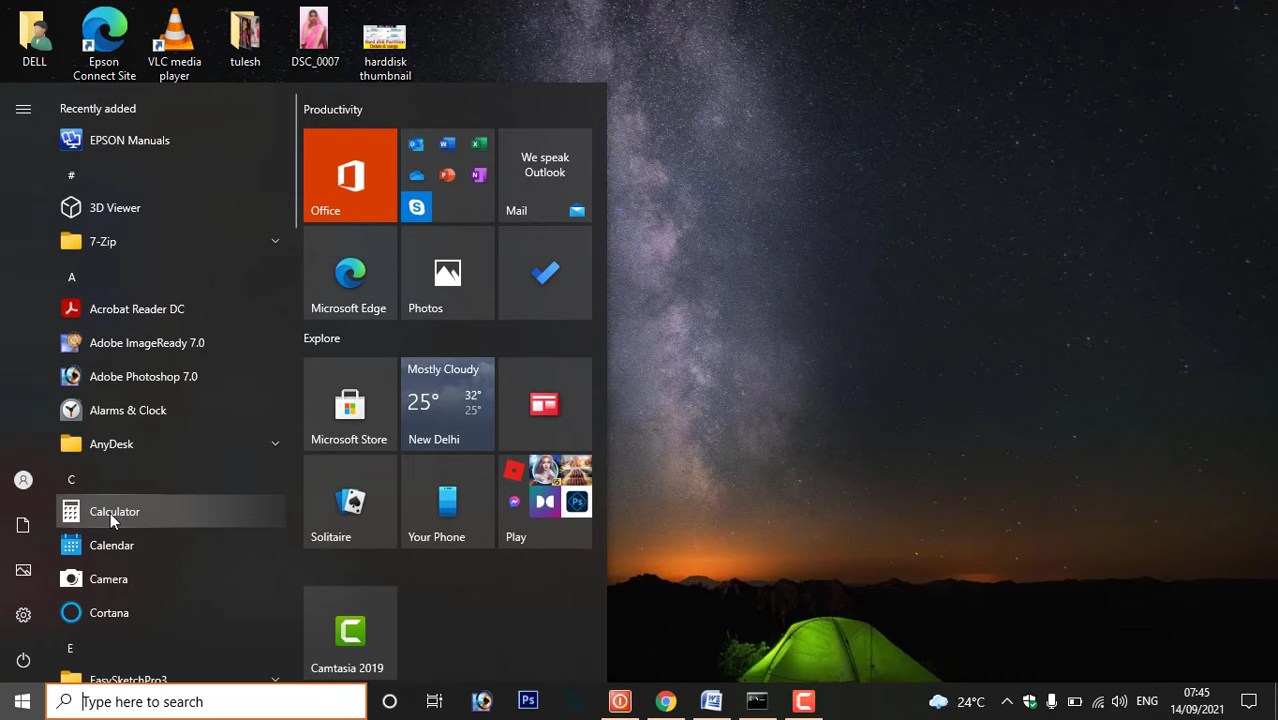 DELL
Epson
Connect Site
VLC media
player
tulesh
DSC_0007
harddisk
thumbnail
Recently added
EPSON Manuals
#
3D Viewer
7-Zip
A
Acrobat Reader DC
Adobe ImageReady 7.0
Adobe Photoshop 7.0
Alarms & Clock
AnyDesk
C
Calculator
Calendar
Camera
Cortana
E
EasySketchPro3
Productivity
Office
We speak
Outlook
Mail
Microsoft Edge
Photos
Explore
Microsoft Store
Mostly Cloudy
25°
32°
25°
New Delhi
Solitaire
Your Phone
Play
Camtasia 2019
Type here to search
Ps
24°C
ENG
07:45
14/09/2021